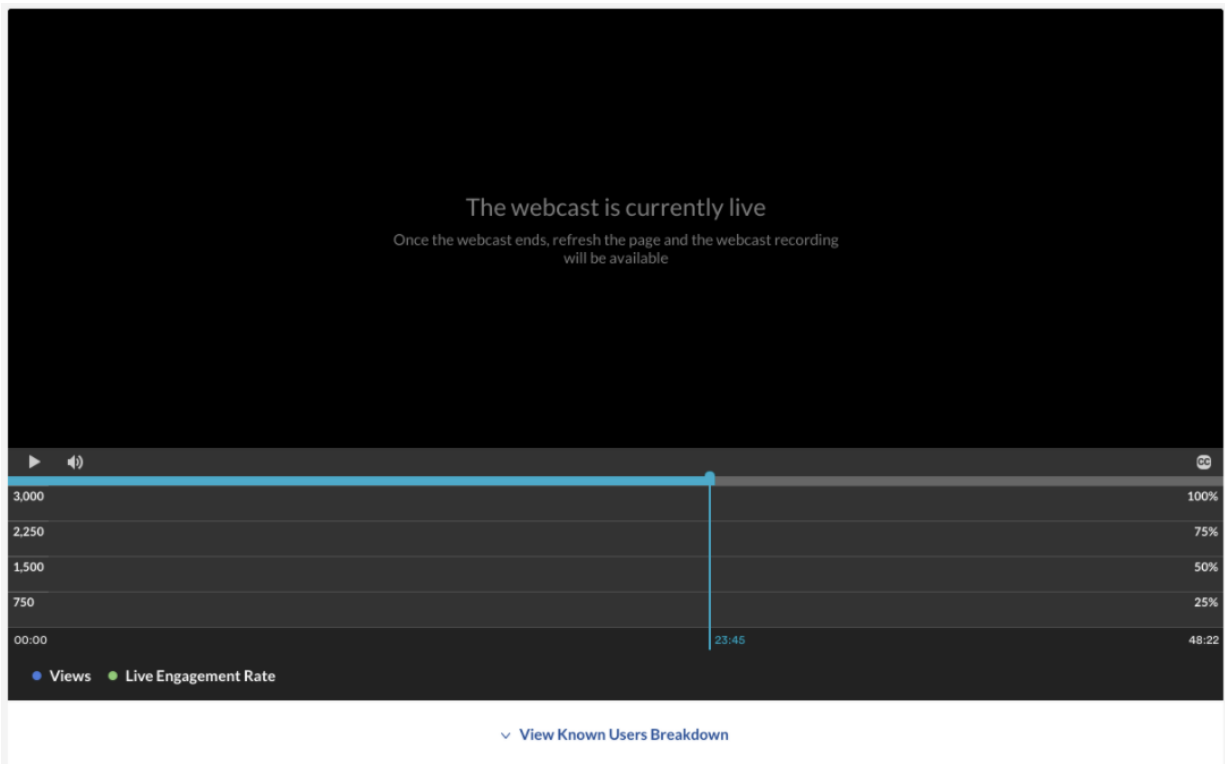 The webcast is currently live
Once the webcast ends, refresh the page and the webcast recording
will be available
CC
3,000 100%
2,250 75%
1,500 50%
750 25%
00:00 23:45 48:22
Views Live Engagement Rate
View Known Users Breakdown